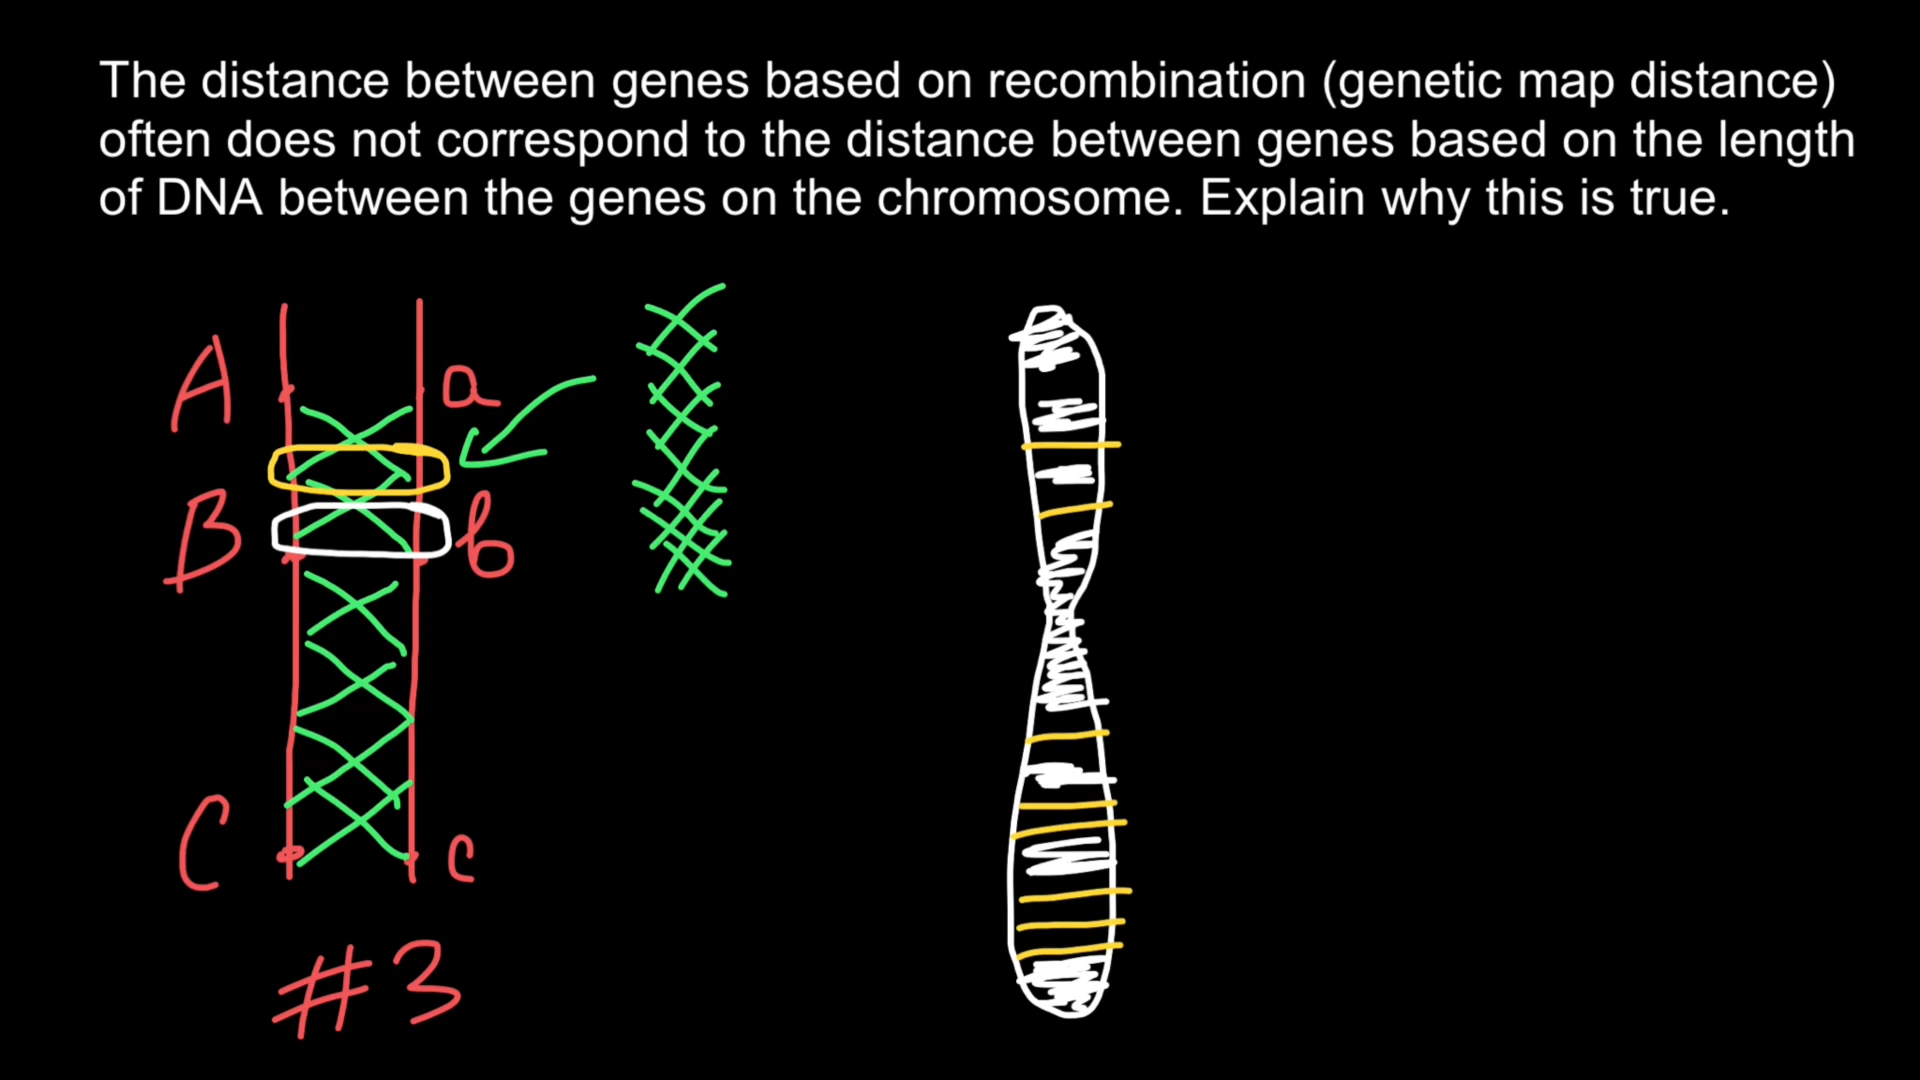 The distance between genes based on recombination (genetic map distance)
often does not correspond to the distance between genes based on the length
of DNA between the genes on the chromosome. Explain why this is true.
A a
B b
C c
#3